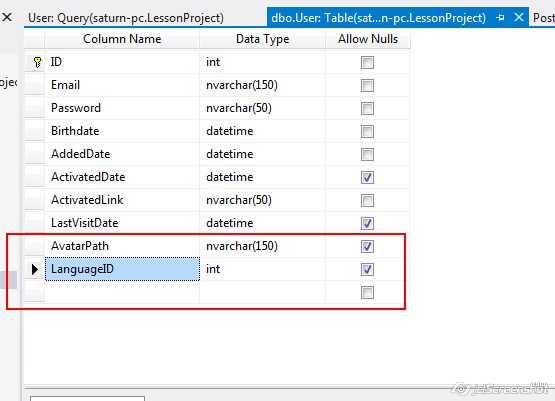 User: Query(saturn-pc.LessonProject)
dbo.User: Table(sat...n-pc.LessonProject)
Post
ojec
Column Name Data Type Allow Nulls
ID int
Email nvarchar(150)
Password nvarchar(50)
Birthdate datetime
AddedDate datetime
ActivatedDate datetime
ActivatedLink nvarchar(50)
LastVisitDate datetime
AvatarPath nvarchar(150)
LanguageID int
jetScreenshot
.com